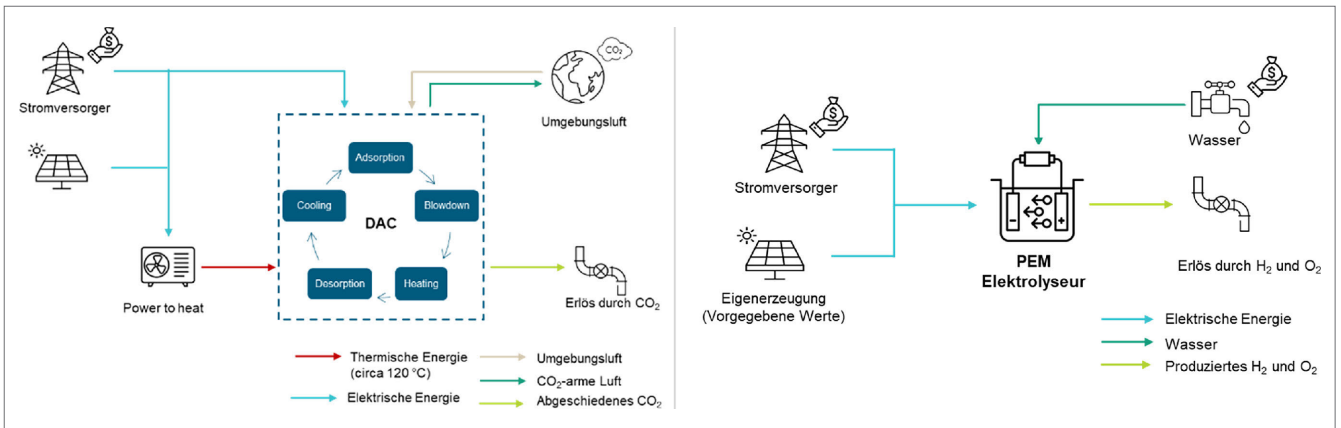 Stromversorger
$
CO₂
Umgebungsluft
Adsorption
Cooling
Blowdown
DAC
Desorption
Heating
Power to heat
Erlös durch CO₂
Thermische Energie
(circa 120 °C)
Elektrische Energie
Umgebungsluft
CO₂-arme Luft
Abgeschiedenes CO₂
$
Wasser
$
Stromversorger
PEM
Elektrolyseur
Eigenerzeugung
(Vorgegebene Werte)
Erlös durch H₂ und O₂
Elektrische Energie
Wasser
Produziertes H₂ und O₂